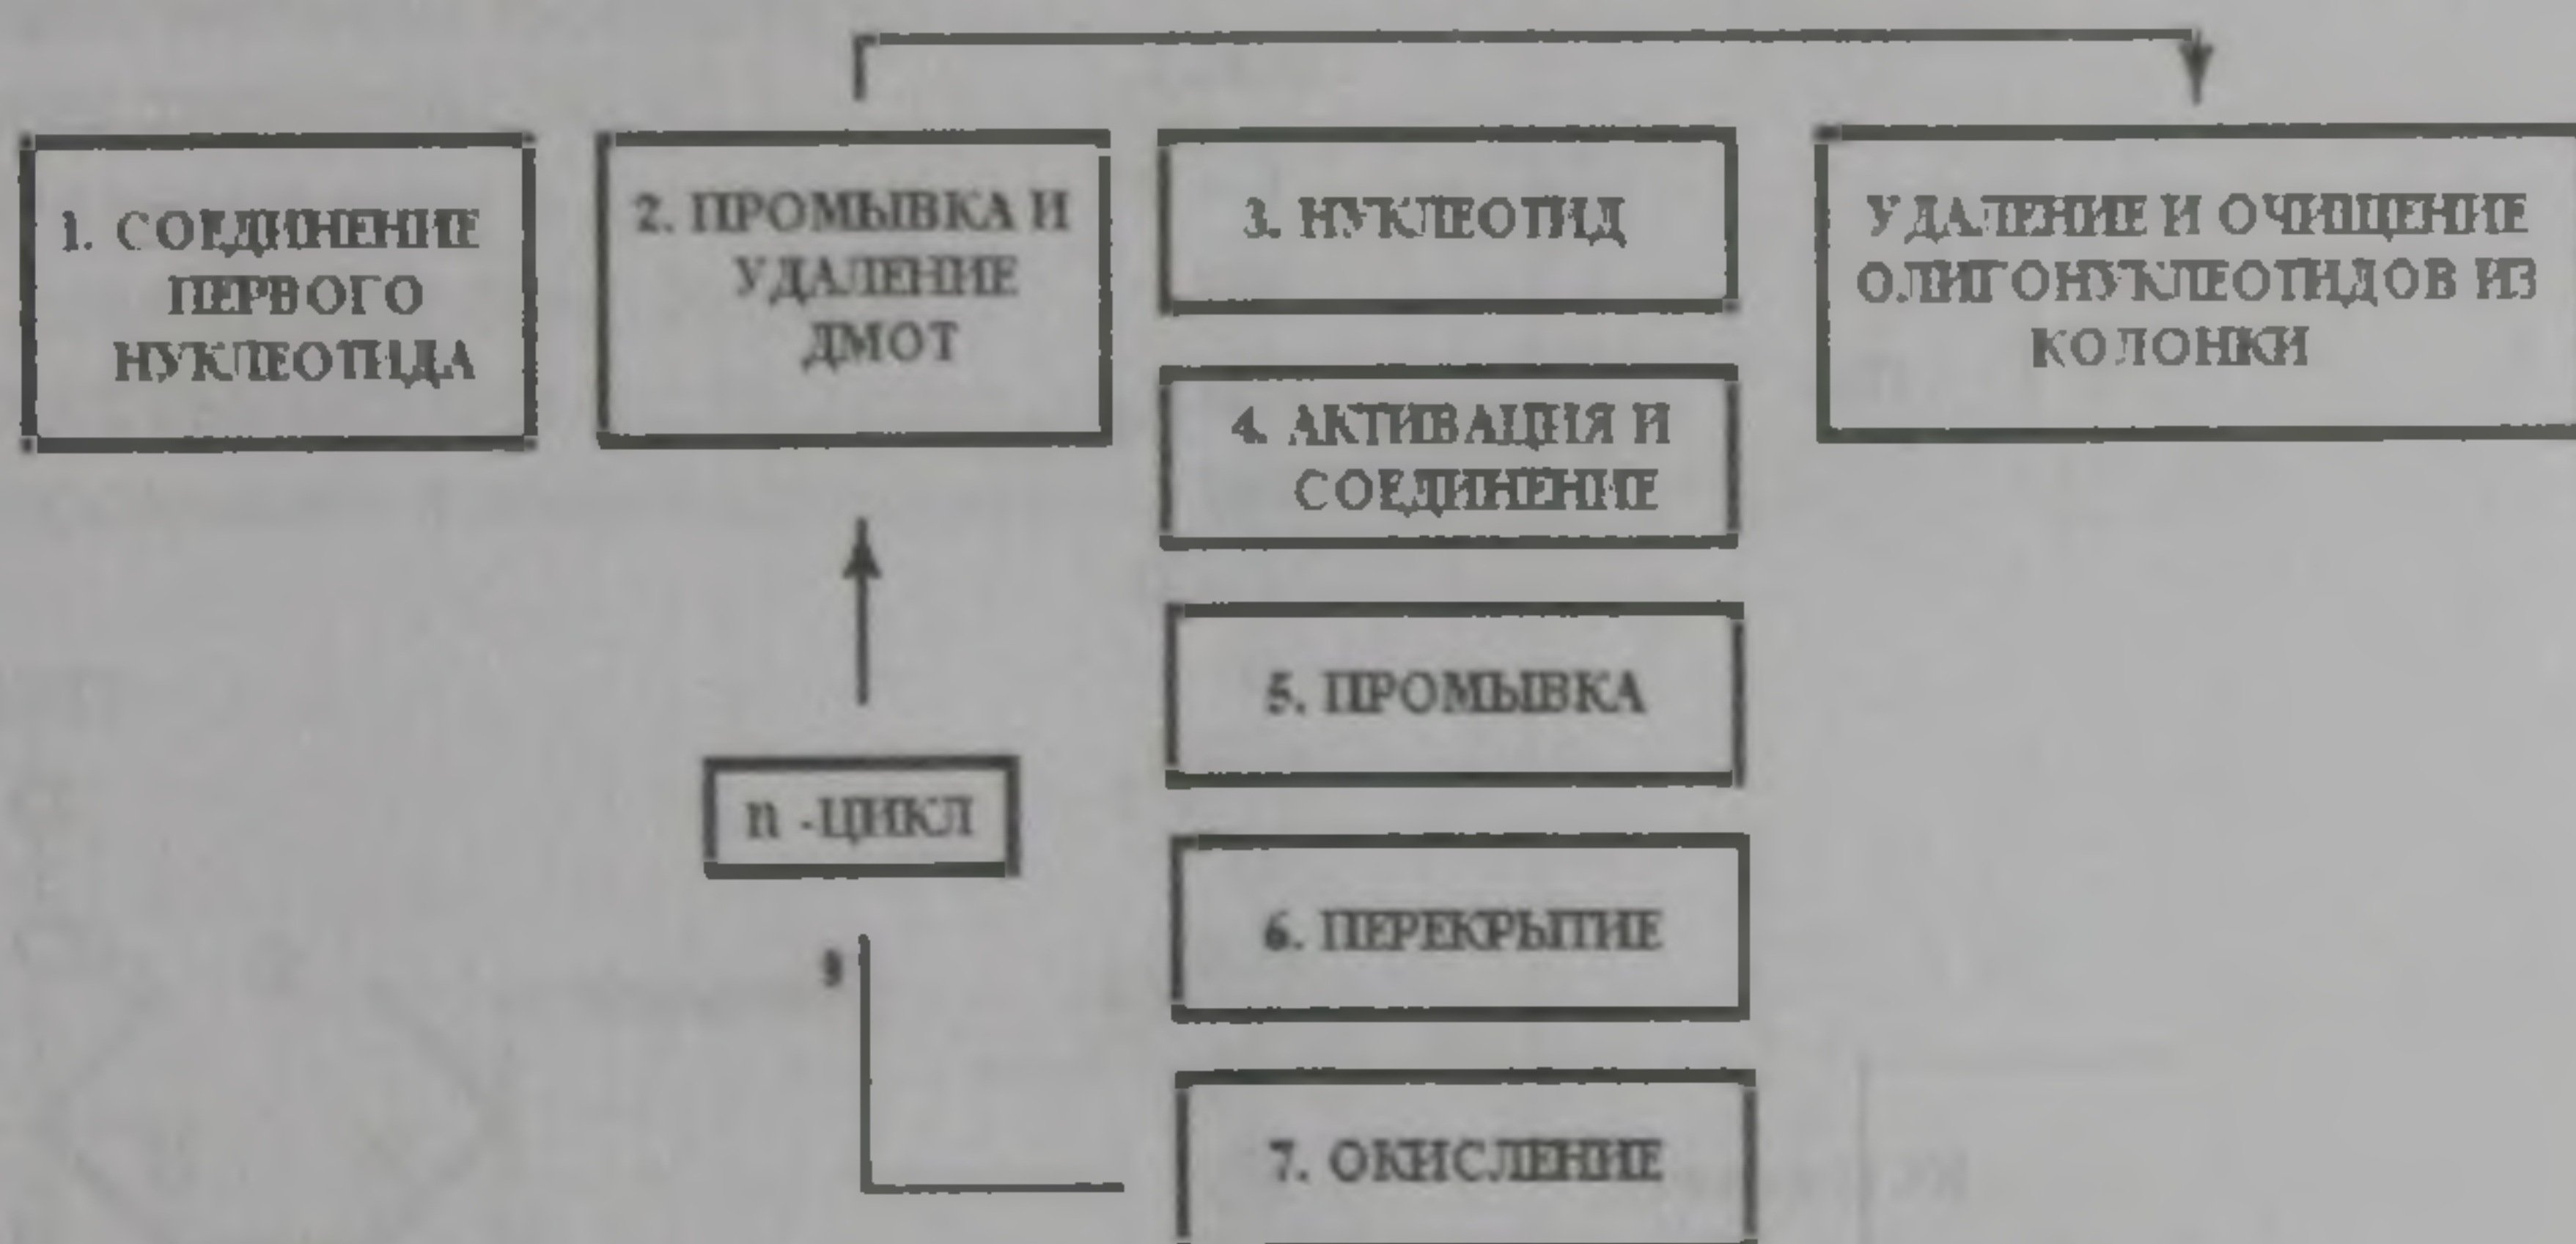 1. СОЕДИНЕНИЕ
ПЕРВОГО
НУКЛЕОТИДА
2. ПРОМЫВКА И
УДАЛЕНИЕ
ДМОТ
3. НУКЛЕОТИД
4. АКТИВАЦИЯ И
СОЕДИНЕНИЕ
5. ПРОМЫВКА
6. ПЕРЕКРЫТИЕ
7. ОКИСЛЕНИЕ
n -ЦИКЛ
УДАЛЕНИЕ И ОЧИЩЕНИЕ
ОЛИГОНУКЛЕОТИДОВ ИЗ
КОЛОНКИ